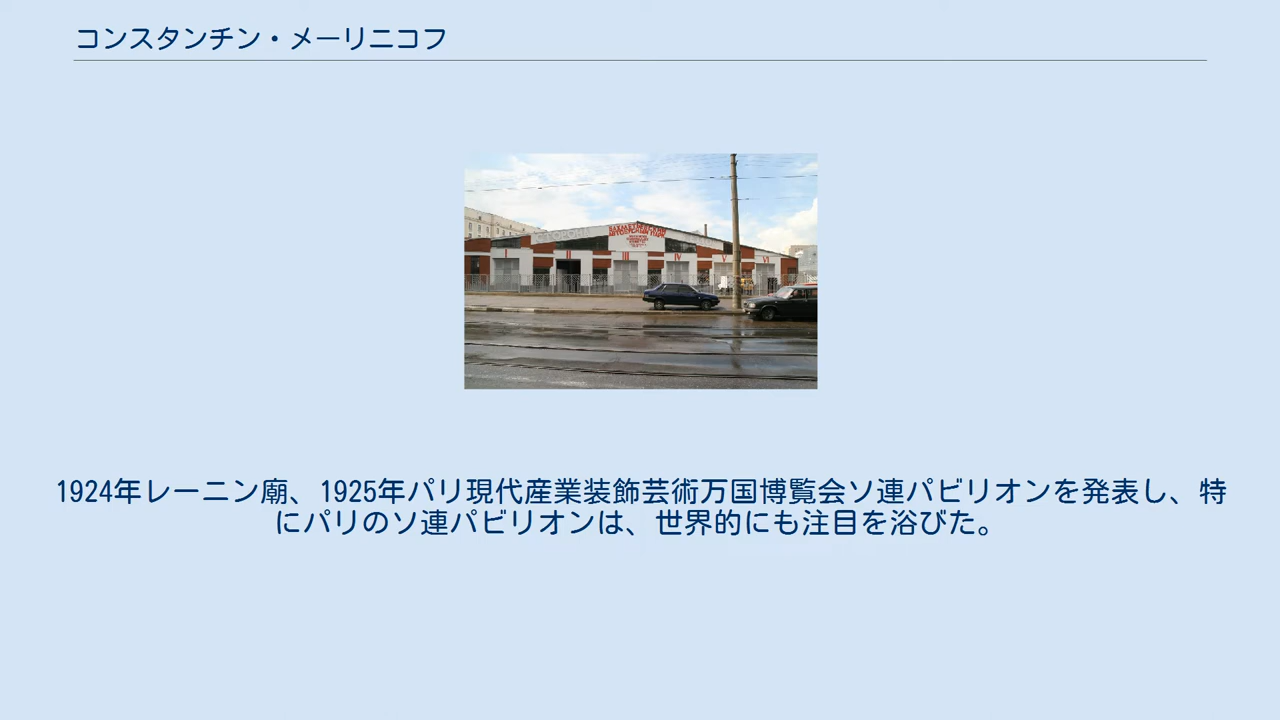 コンスタンチン・メーリニコフ
I II III IV V VI
1924年レーニン廟、1925年パリ現代産業装飾芸術万国博覧会ソ連パビリオンを発表し、特
にパリのソ連パビリオンは、世界的にも注目を浴びた。